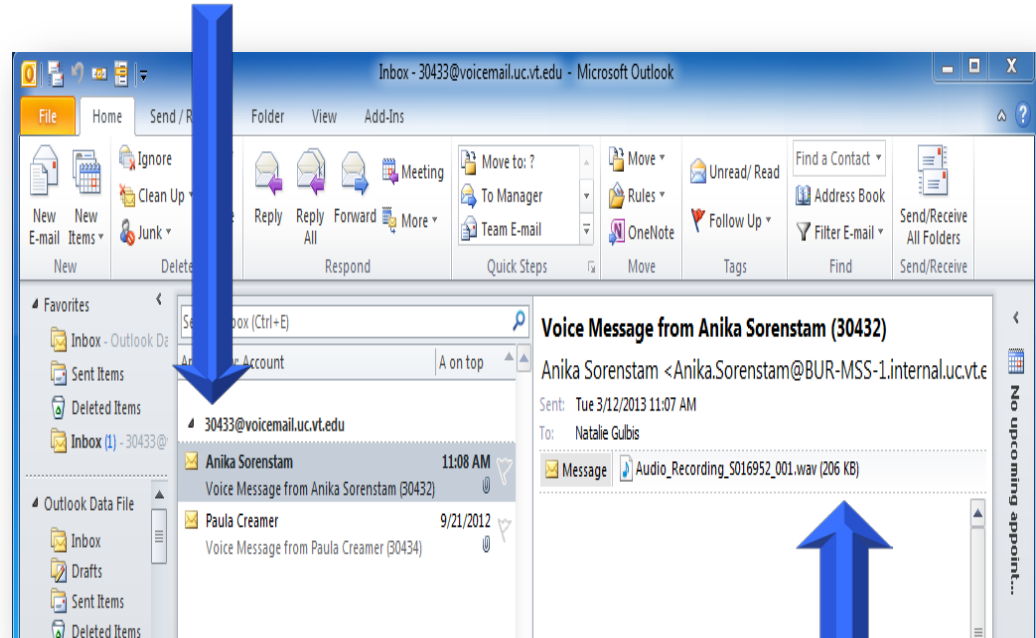 Inbox - 30433@voicemail.uc.vt.edu - Microsoft Outlook
File Home Send / R Folder View Add-Ins
New E-mail
New Items
Ignore
Clean Up
Junk
Reply
Reply All
Forward
Meeting
More
Move to: ?
To Manager
Team E-mail
Move
Rules
OneNote
Unread/ Read
Follow Up
Find a Contact
Address Book
Filter E-mail
Send/Receive All Folders
New Respond Quick Steps Move Tags Find Send/Receive
Favorites
Inbox - Outlook Da
Sent Items
Deleted Items
Inbox (1) - 30433@
Outlook Data File
Inbox
Drafts
Sent Items
Deleted Items
(Ctrl+E)
Account A on top
30433@voicemail.uc.vt.edu
Anika Sorenstam 11:08 AM
Voice Message from Anika Sorenstam (30432)
Paula Creamer 9/21/2012
Voice Message from Paula Creamer (30434)
Voice Message from Anika Sorenstam (30432)
Anika Sorenstam <Anika.Sorenstam@BUR-MSS-1.internal.uc.vt.e
Sent: Tue 3/12/2013 11:07 AM
To: Natalie Gulbis
Message Audio_Recording_S016952_001.wav (206 KB)
No upcoming appoint...